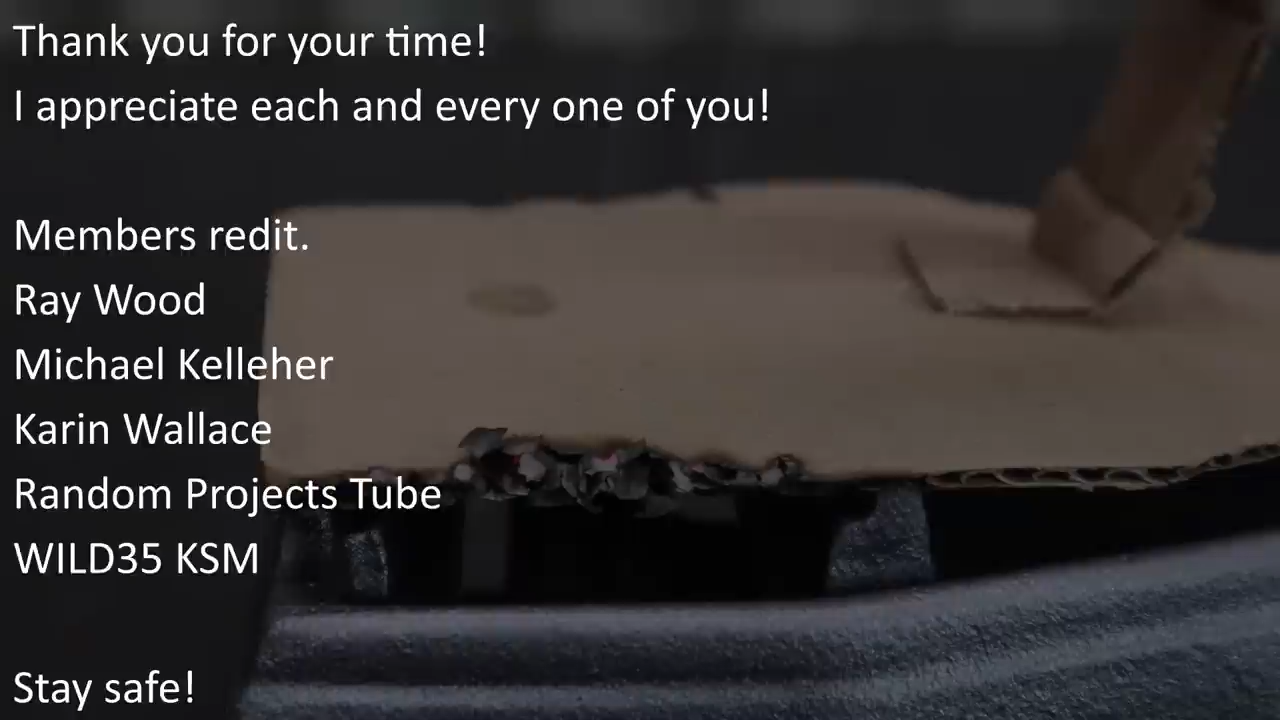 Thank you for your time!
I appreciate each and every one of you!
Members redit.
Ray Wood
Michael Kelleher
Karin Wallace
Random Projects Tube
WILD35 KSM
Stay safe!